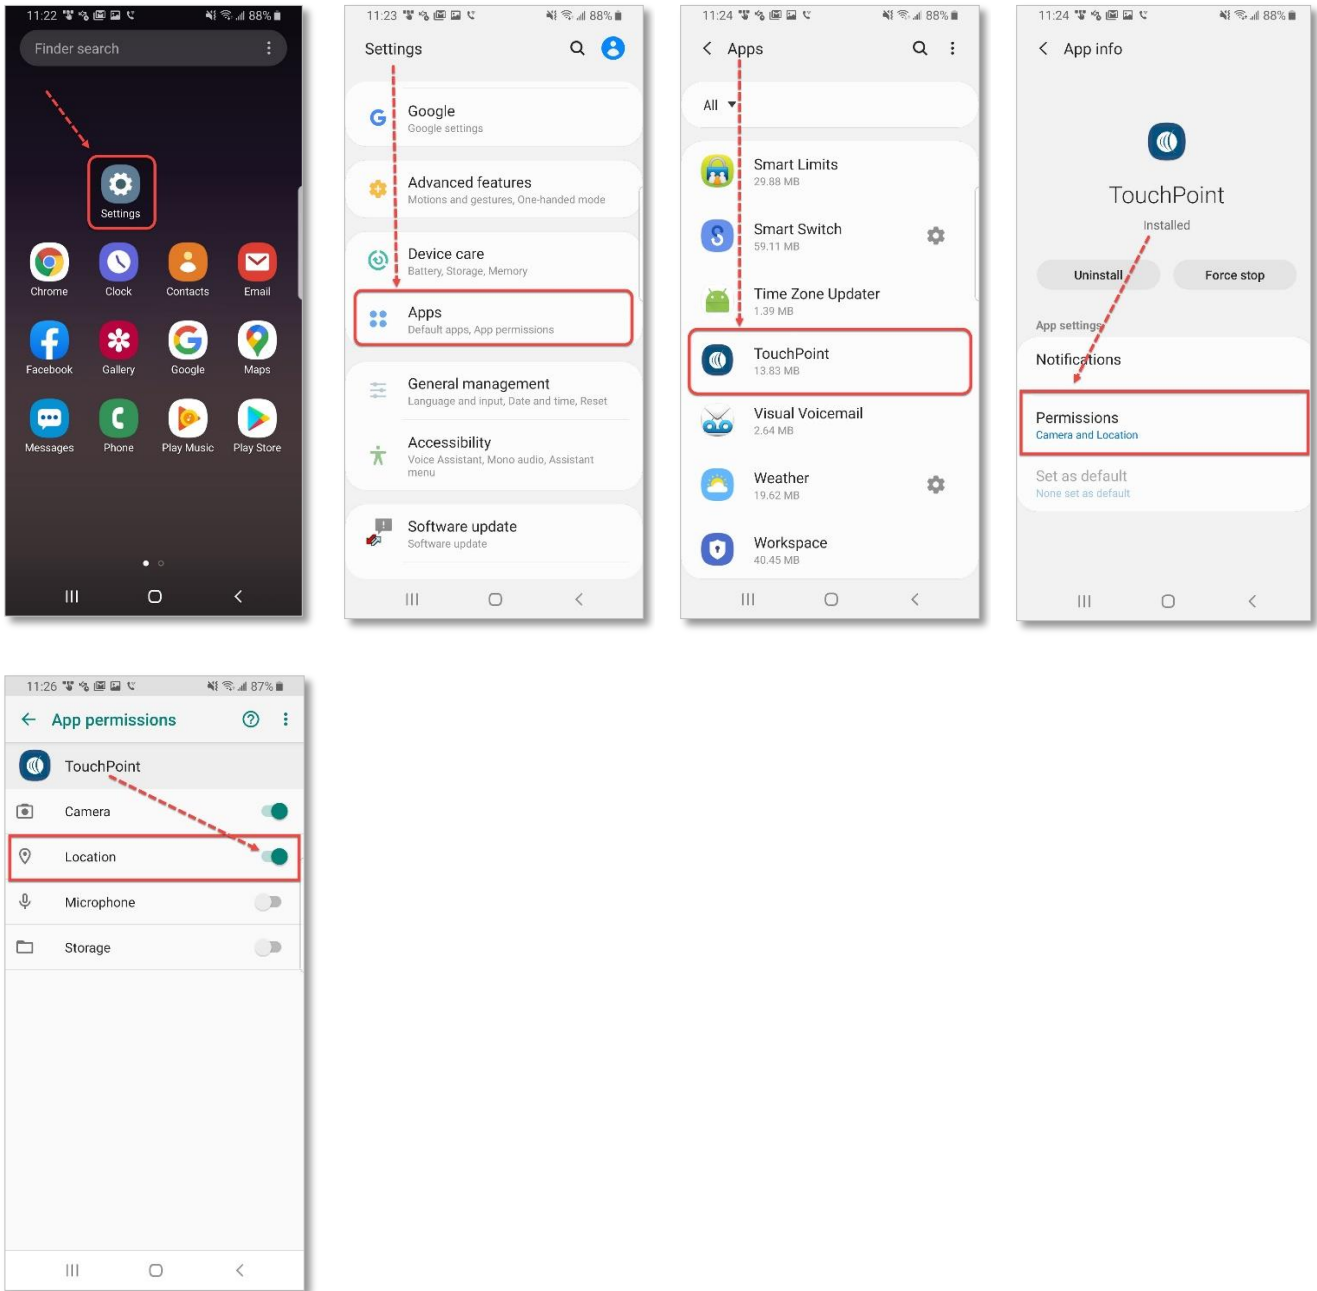 11:22 88%
Finder search
Settings
Chrome Clock Contacts Email
Facebook Gallery Google Maps
Messages Phone Play Music Play Store
11:23 88%
Settings
Google
Google settings
Advanced features
Motions and gestures, One-handed mode
Device care
Battery, Storage, Memory
Apps
Default apps, App permissions
General management
Language and input, Date and time, Reset
Accessibility
Voice Assistant, Mono audio, Assistant
menu
Software update
Software update
11:24 88%
Apps
All
Smart Limits
29.88 MB
Smart Switch
59.11 MB
Time Zone Updater
1.39 MB
TouchPoint
13.83 MB
Visual Voicemail
2.64 MB
Weather
19.62 MB
Workspace
40.45 MB
11:24 88%
App info
TouchPoint
Installed
Uninstall Force stop
App settings
Notifications
Permissions
Camera and Location
Set as default
None set as default
11:26 87%
App permissions
TouchPoint
Camera
Location
Microphone
Storage